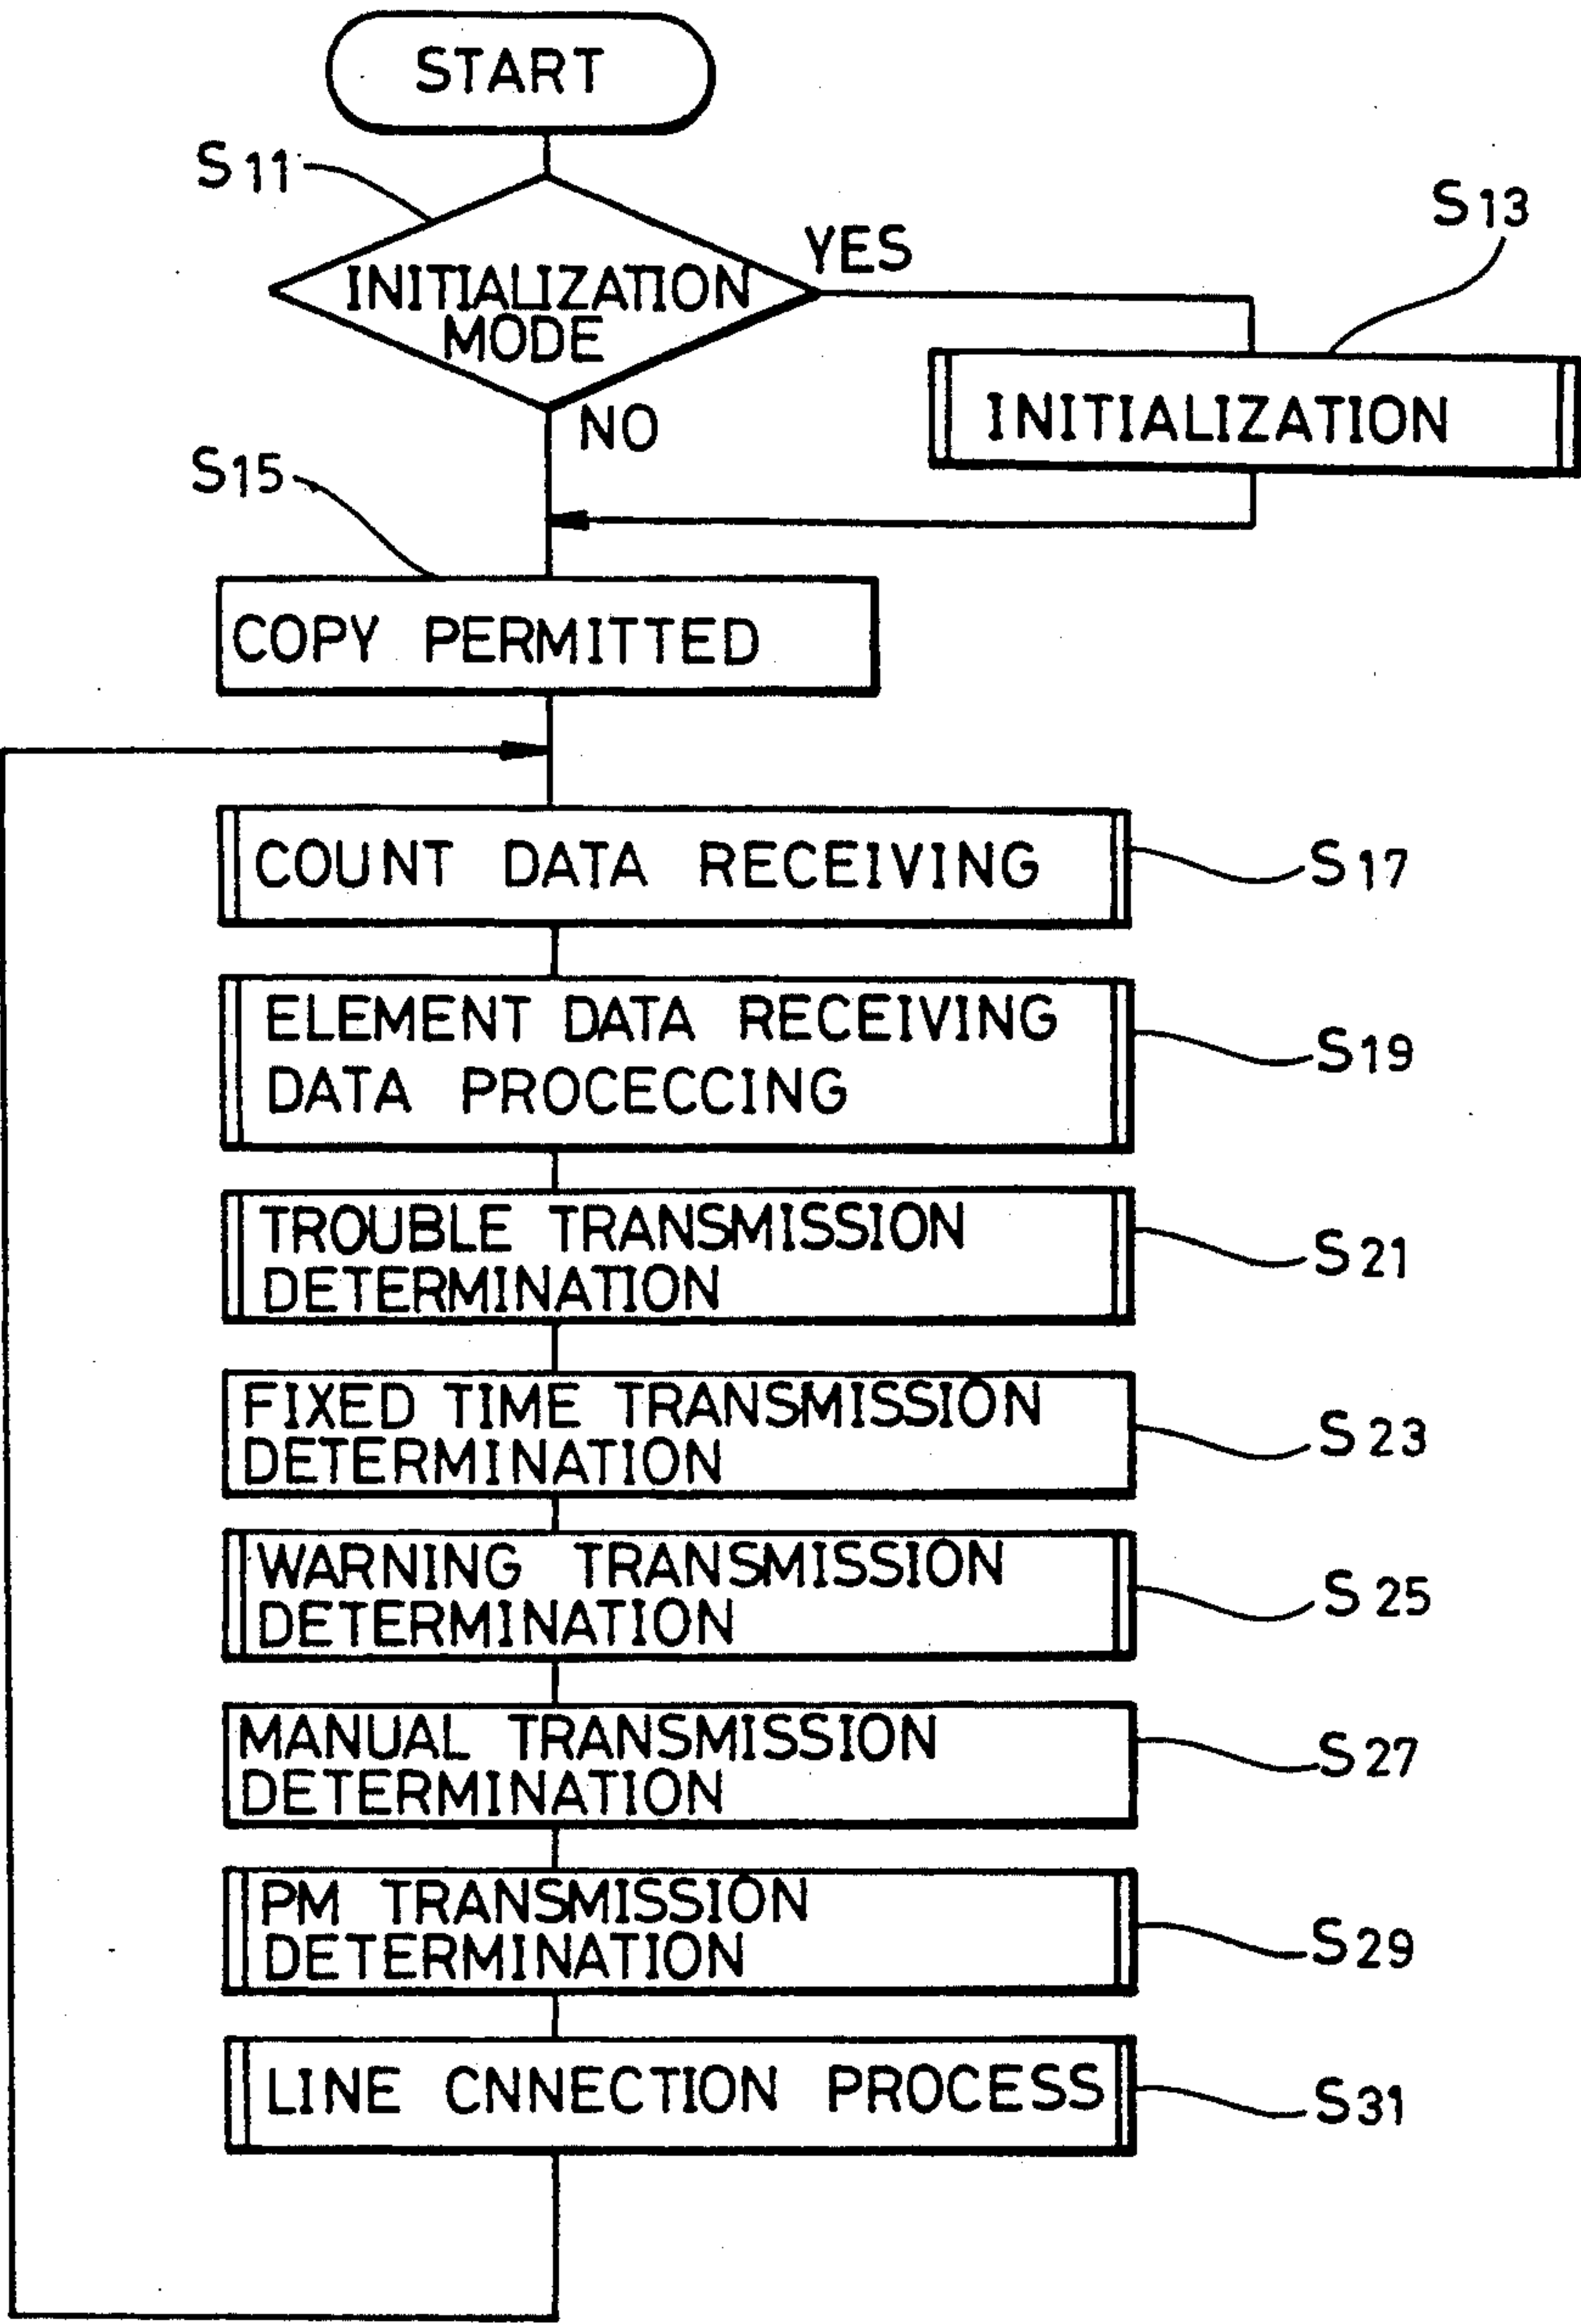 START
S11
INITIALIZATION
MODE
YES
S13
INITIALIZATION
NO
S15
COPY PERMITTED
COUNT DATA RECEIVING
S17
ELEMENT DATA RECEIVING
DATA PROCECCING
S19
TROUBLE TRANSMISSION
DETERMINATION
S21
FIXED TIME TRANSMISSION
DETERMINATION
S23
WARNING TRANSMISSION
DETERMINATION
S25
MANUAL TRANSMISSION
DETERMINATION
S27
PM TRANSMISSION
DETERMINATION
S29
LINE CNNECTION PROCESS
S31